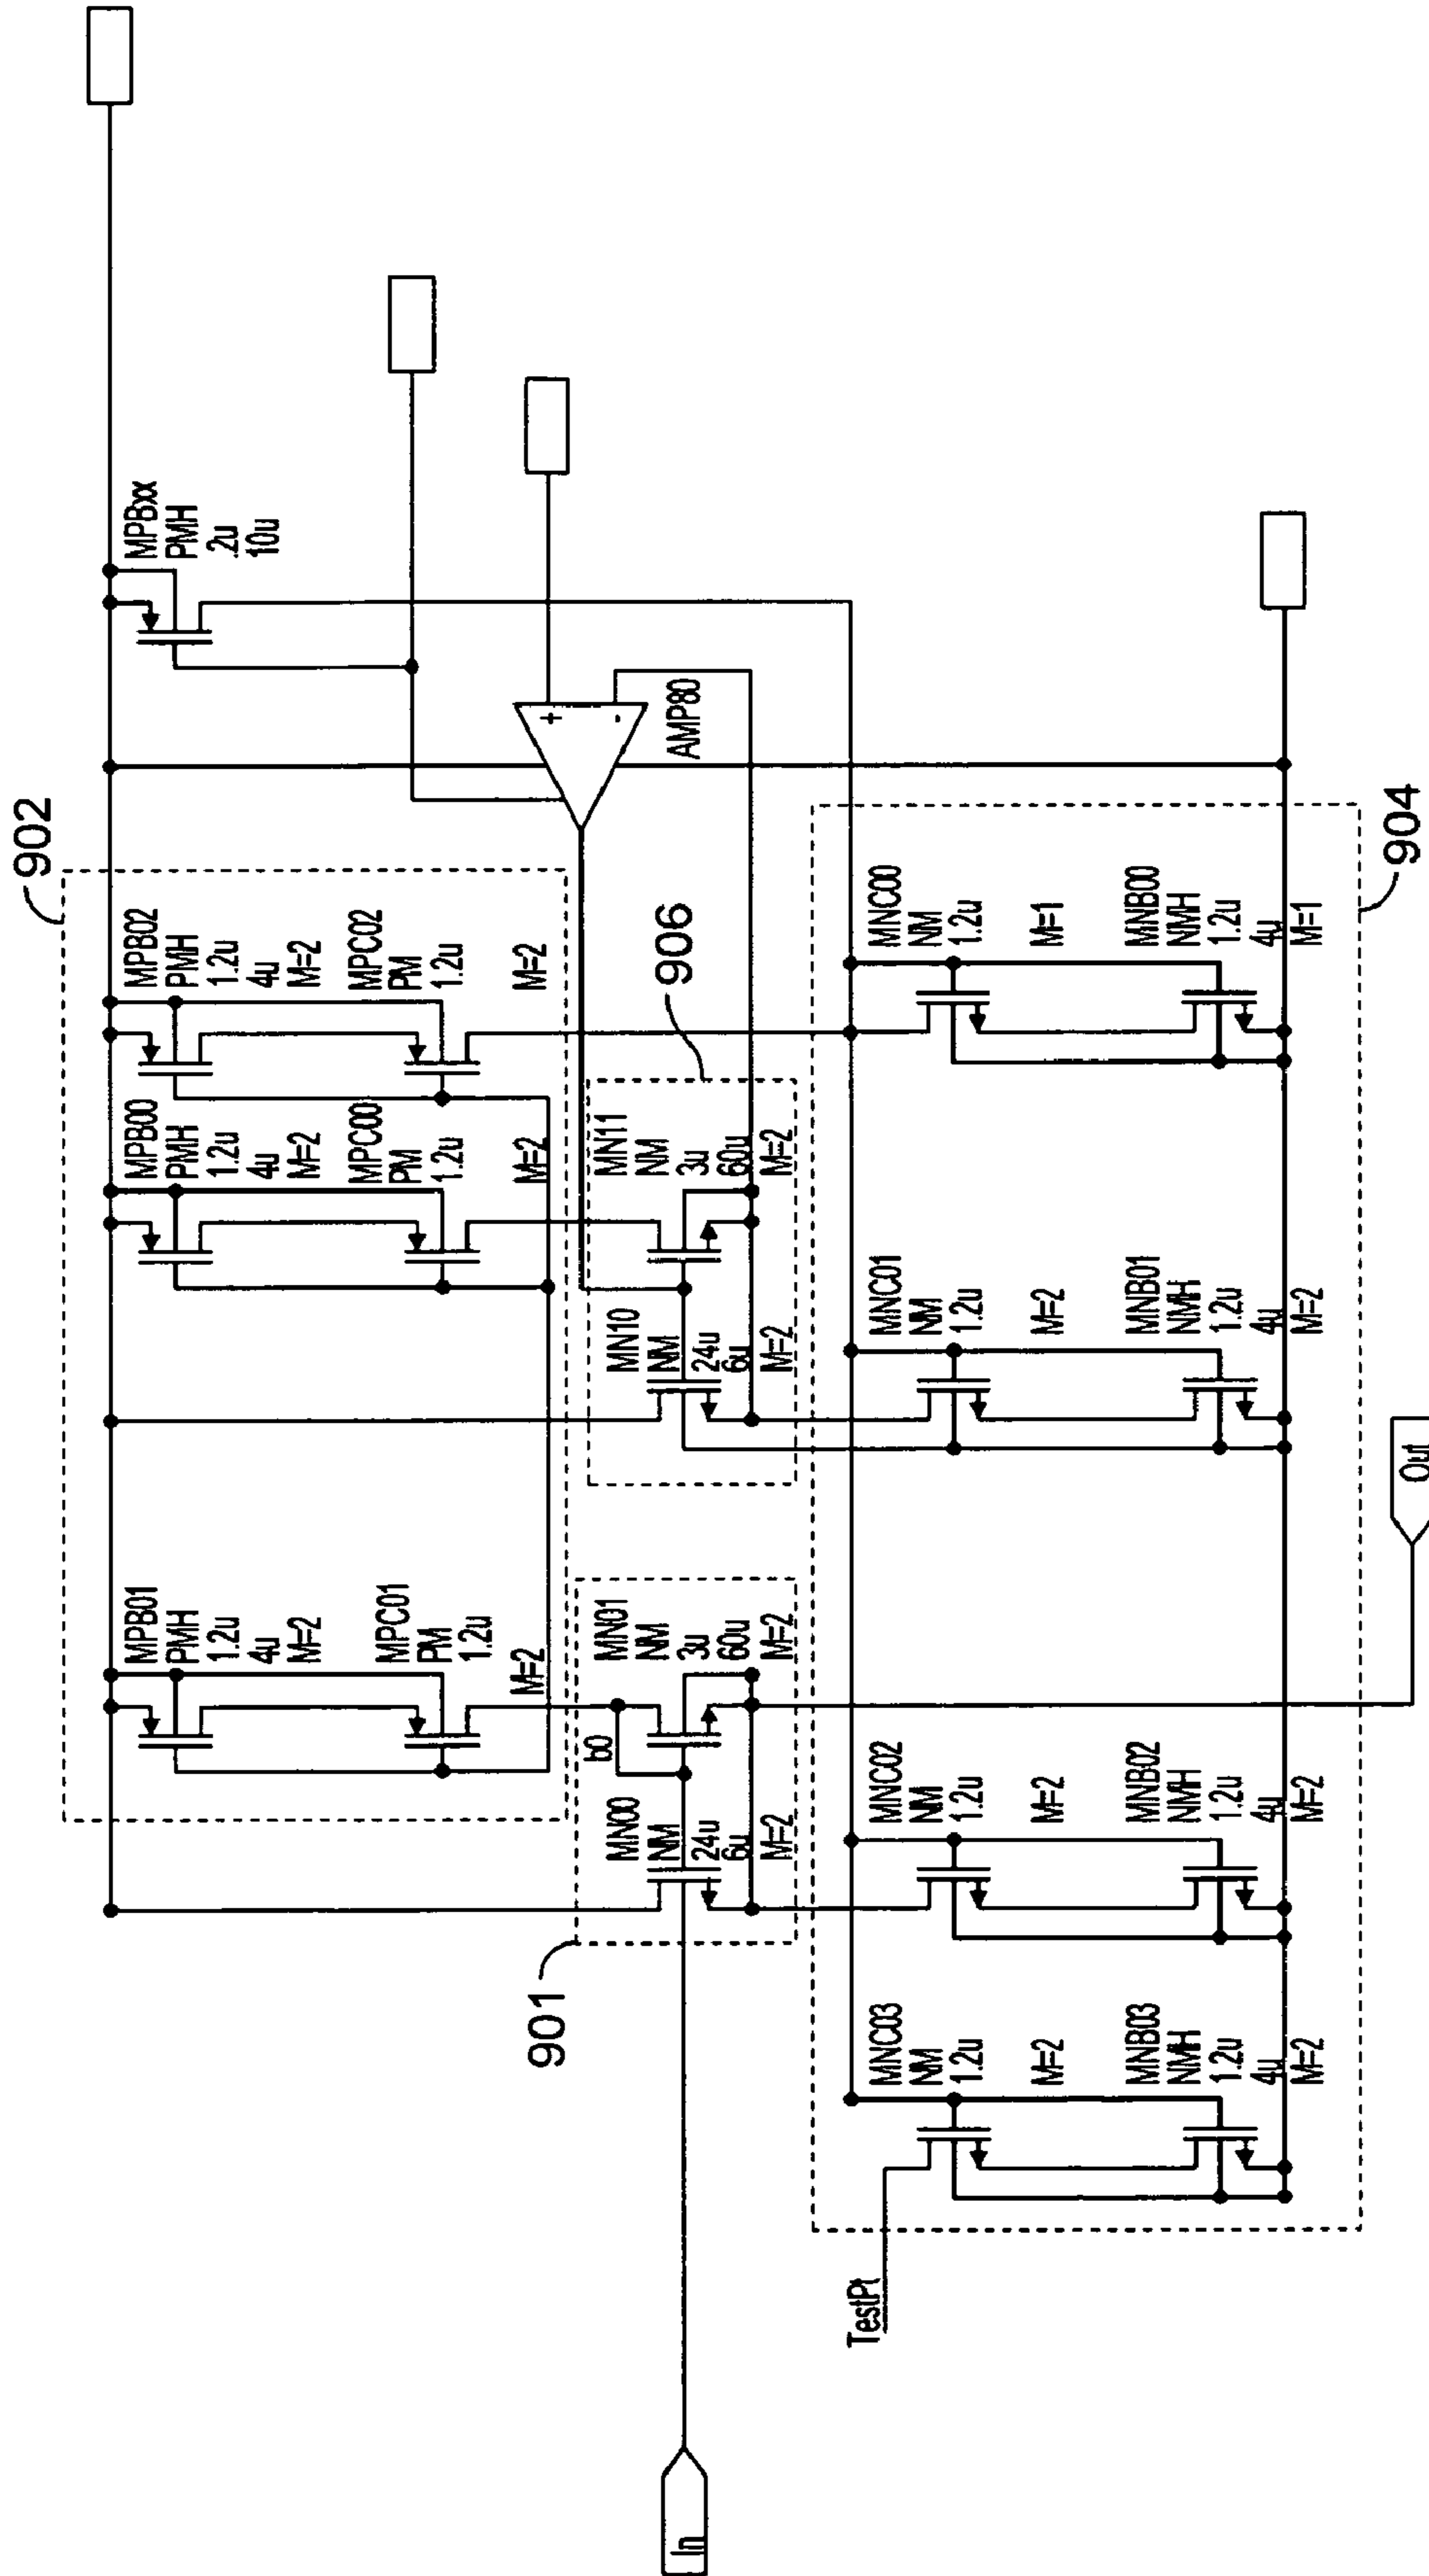 902
MPBxx
PMH
.2u
10u
MPB02
PMH
1.2u
4u
M=2
MPC02
PM
1.2u
M=2
MPB00
PMH
1.2u
4u
M=2
MPC00
PM
1.2u
M=2
MPB01
PMH
1.2u
4u
M=2
MPC01
PM
1.2u
M=2
+
-
AMP80
906
MN11
NM
3u
60u
M=2
MN10
NM
24u
6u
M=2
b0
MN01
NM
3u
60u
M=2
MN00
NM
24u
6u
M=2
901
904
MNC00
NM
1.2u
M=1
MNB00
NMH
1.2u
4u
M=1
MNC01
NM
1.2u
M=2
MNB01
NMH
1.2u
4u
M=2
MNC02
NM
1.2u
M=2
MNB02
NMH
1.2u
4u
M=2
MNC03
NM
1.2u
M=2
MNB03
NMH
1.2u
4u
M=2
TestPt
In
Out